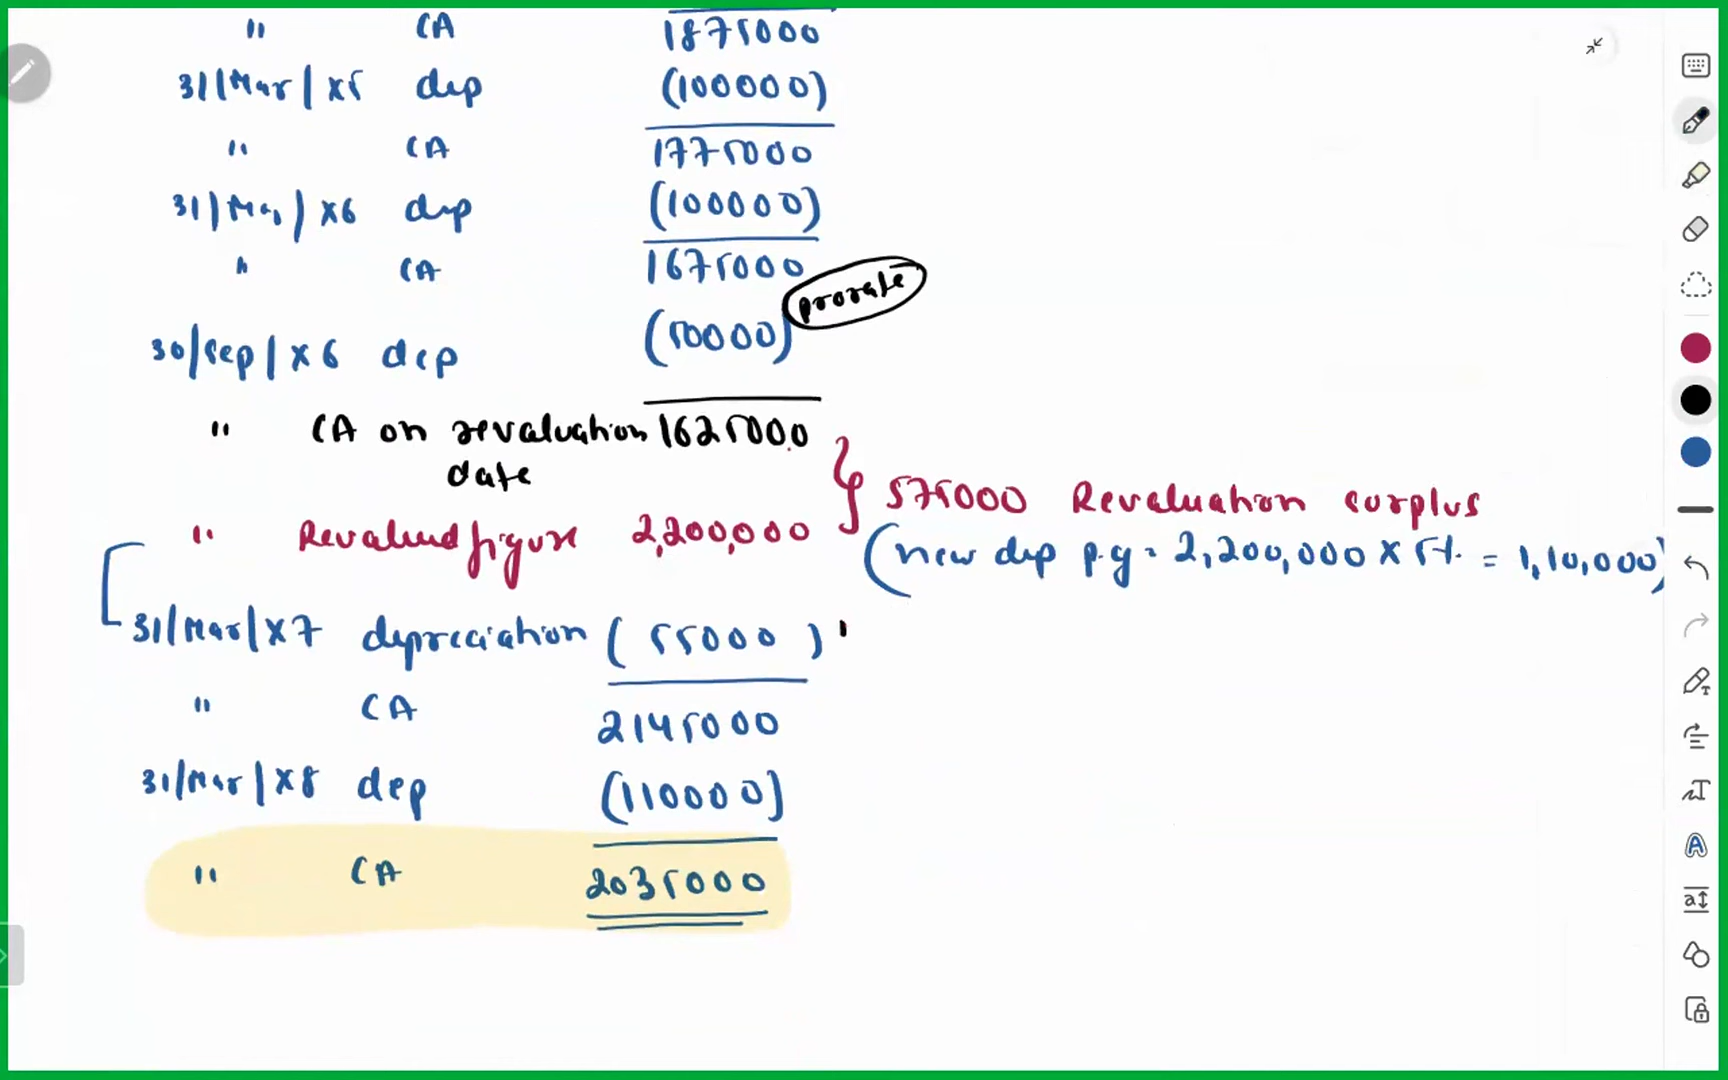 " CA 1875000
31/Mar/X5 dep (100000)
" CA 1775000
31/Mar/X6 dep (100000)
" CA 1675000
prorate
30/Sep/X6 dep (50000)
" CA on revaluation 1625000
date
575000 Revaluation surplus
" Revalued figure 2,200,000
(new dep p.y = 2,200,000 X 5%. = 1,10,000)
31/Mar/X7 depreciation (55000)
" CA 2145000
31/Mar/X8 dep (110000)
" CA 2035000